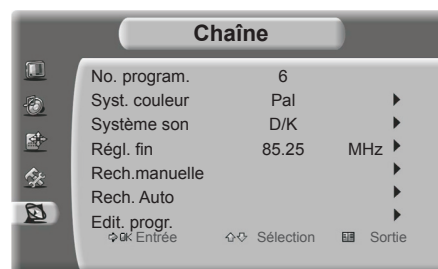 Chaîne
No. program. 6
Syst. couleur Pal
Système son D/K
Régl. fin 85.25 MHz
Rech.manuelle
Rech. Auto
Edit. progr.
OK Entrée Sélection Sortie